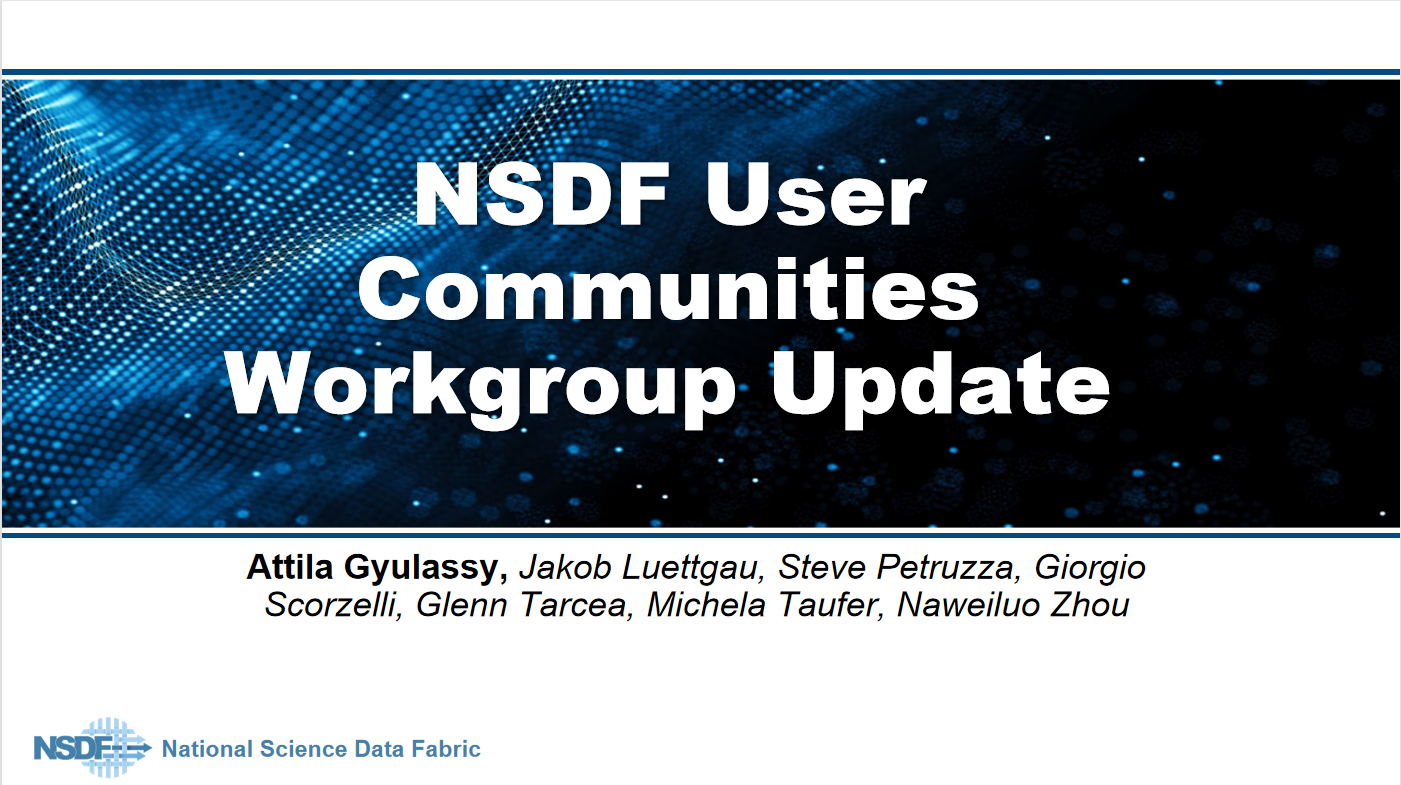 NSDF User
Communities
Workgroup Update
Attila Gyulassy, Jakob Luettgau, Steve Petruzza, Giorgio
Scorzelli, Glenn Tarcea, Michela Taufer, Naweiluo Zhou
NSDF National Science Data Fabric